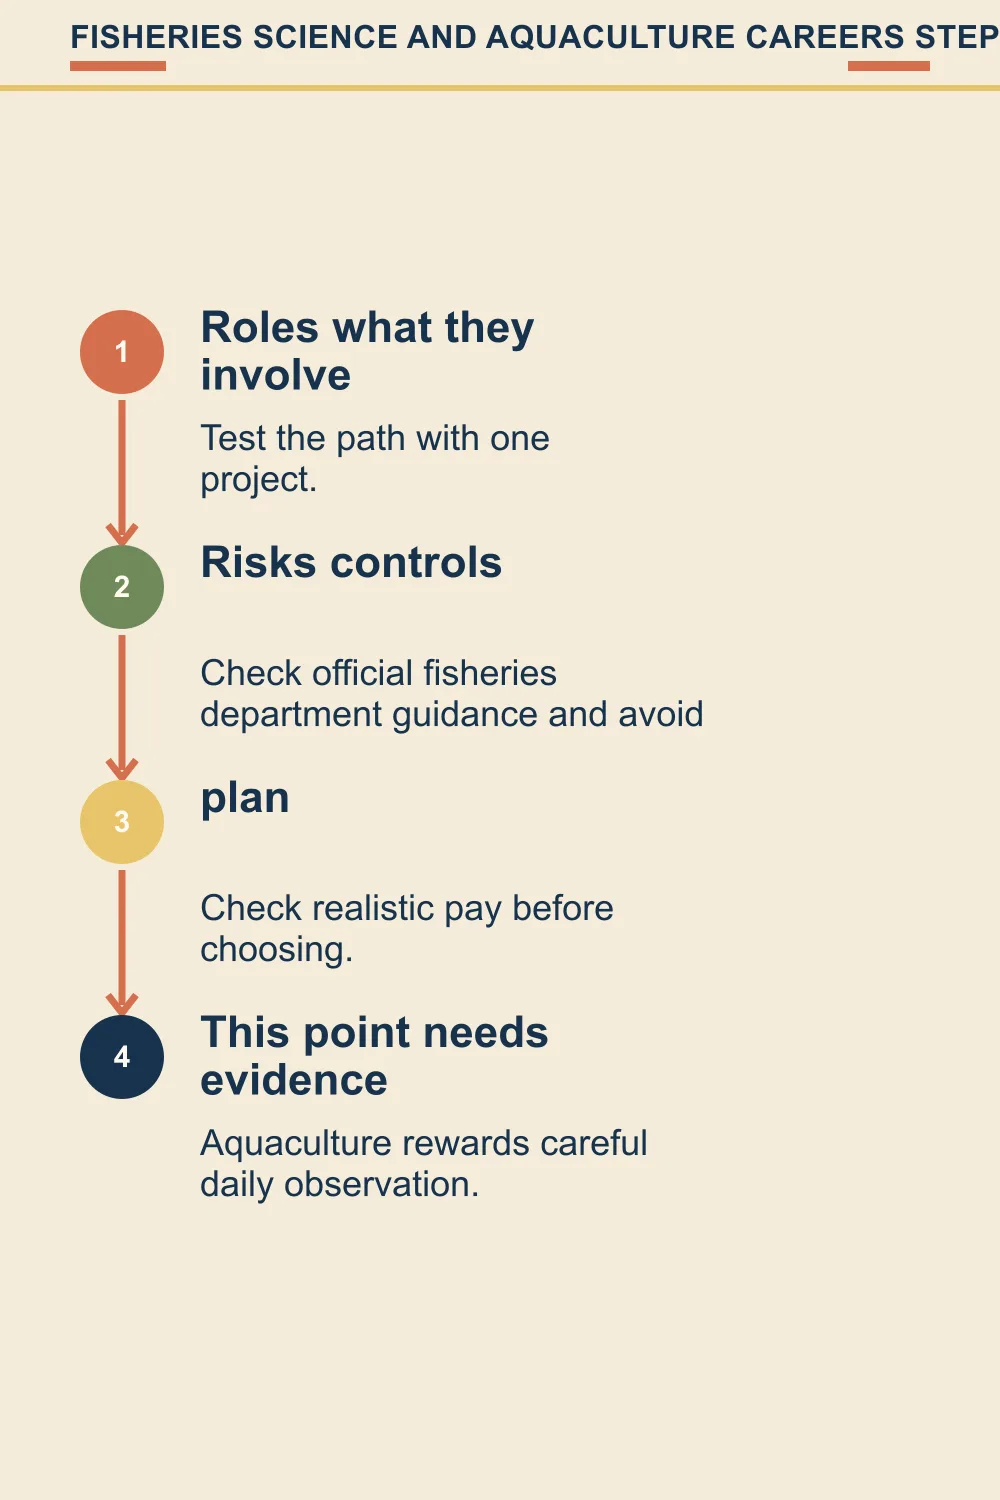 FISHERIES SCIENCE AND AQUACULTURE CAREERS STEP
1
Roles what they
involve
Test the path with one
project.
2
Risks controls
Check official fisheries
department guidance and avoid
3
plan
Check realistic pay before
choosing.
4
This point needs
evidence
Aquaculture rewards careful
daily observation.